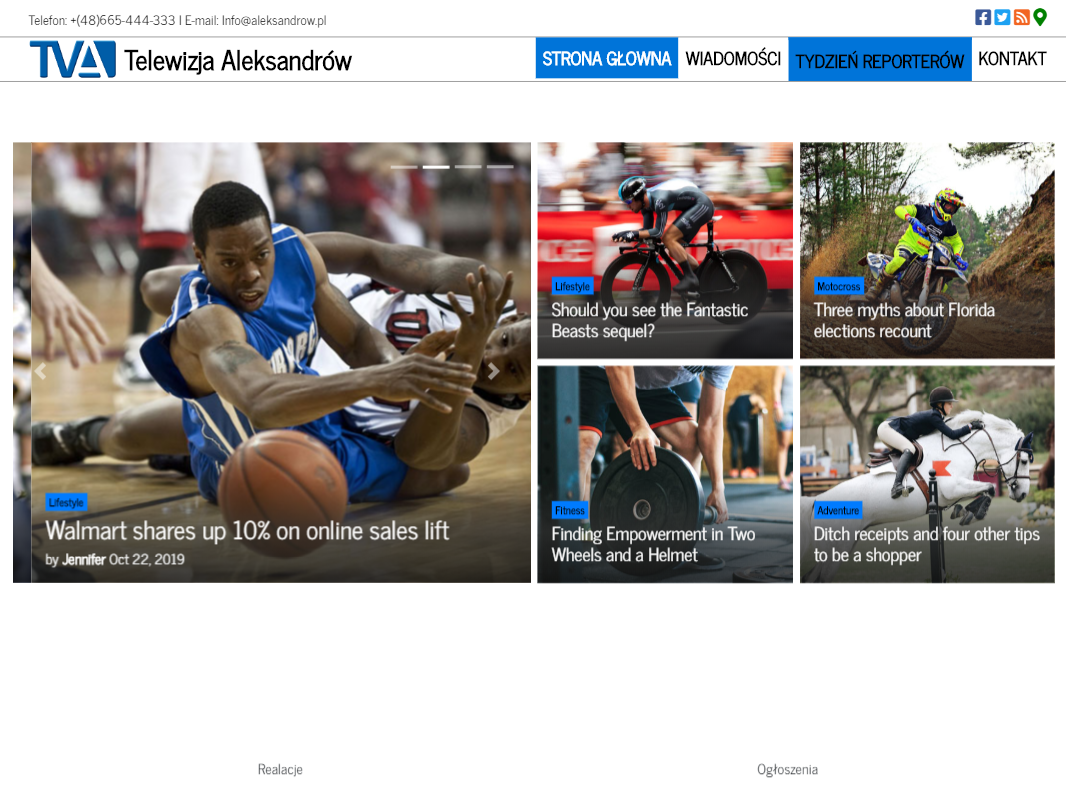 Telefon: +(48)665-444-333 I E-mail: Info@aleksandrow.pl
TVA Telewizja Aleksandrów
STRONA GŁOWNA WIADOMOŚCI TYDZIEŃ REPORTERÓW KONTAKT
Lifestyle
Walmart shares up 10% on online sales lift
by Jennifer Oct 22, 2019
Lifestyle
Should you see the Fantastic
Beasts sequel?
Motocross
Three myths about Florida
elections recount
Fitness
Finding Empowerment in Two
Wheels and a Helmet
Adventure
Ditch receipts and four other tips
to be a shopper
Realacje
Ogłoszenia